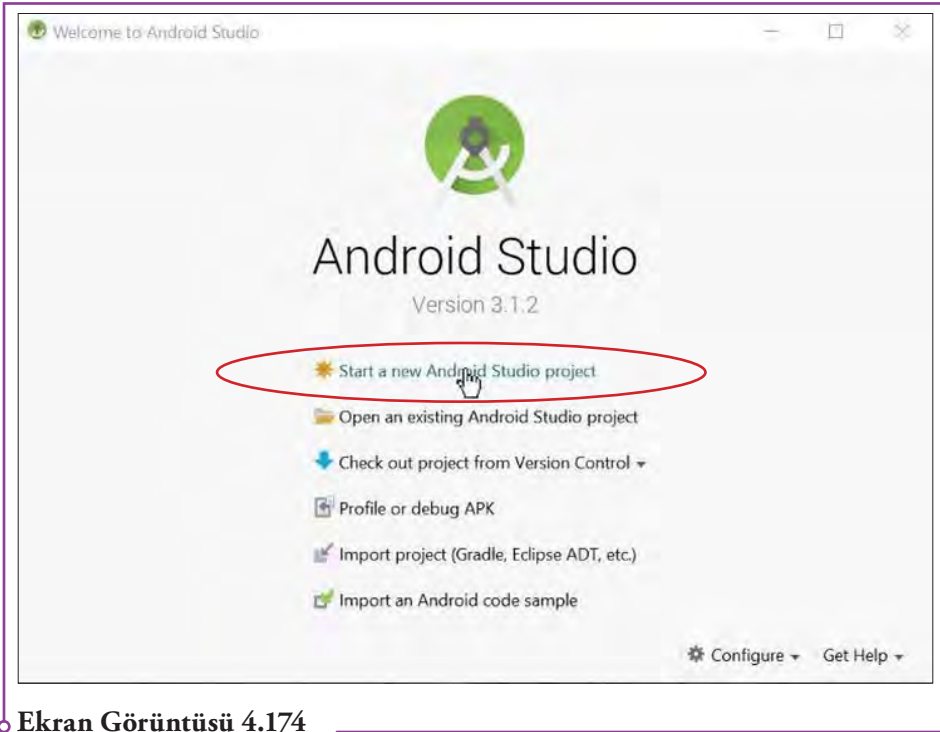 Welcome to Android Studio
Android Studio
Version 3.1.2
Start a new Android Studio project
Open an existing Android Studio project
Check out project from Version Control
Profile or debug APK
Import project (Gradle, Eclipse ADT, etc.)
Import an Android code sample
Configure Get Help
Ekran Görüntüsü 4.174